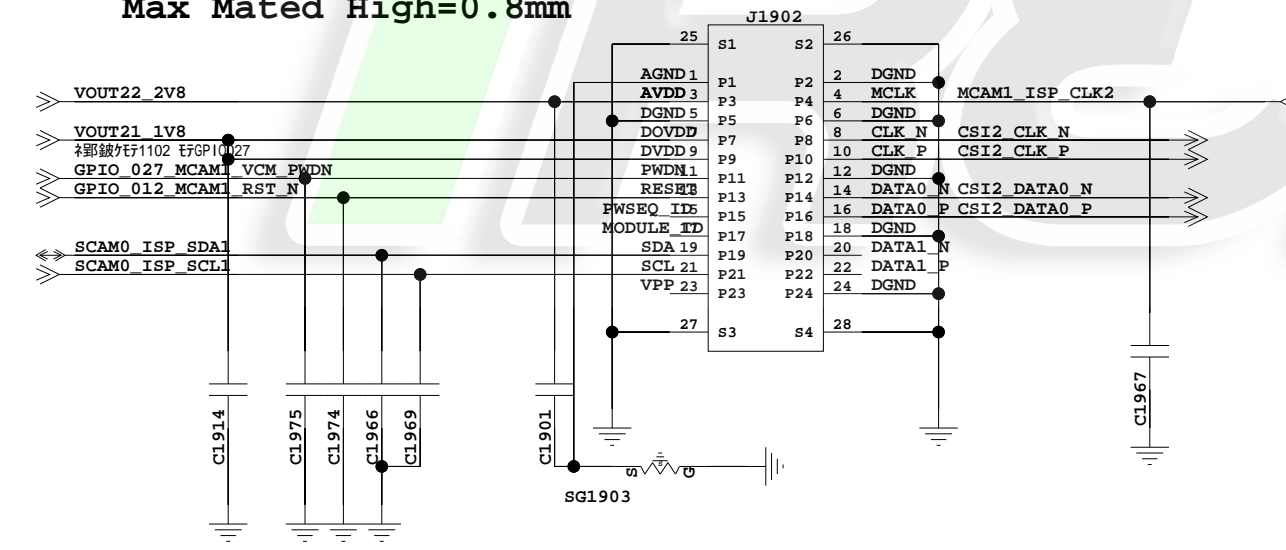 Max Mated High=0.8mm
J1902
25 S1 S2 26
AGND 1 P1 P2 2 DGND
VOUT22_2V8 AVDD 3 P3 P4 4 MCLK MCAM1_ISP_CLK2
DGND 5 P5 P6 6 DGND
VOUT21_1V8 DOVDD P7 P8 8 CLK_N CSI2_CLK_N
DVDD 9 P9 P10 10 CLK_P CSI2_CLK_P
GPIO_027_MCAM1_VCM_PWDN PWDN 11 P11 P12 12 DGND
GPIO_012_MCAM1_RST_N RESET P13 P14 14 DATA0_N CSI2_DATA0_N
PWSEQ_ID P15 P16 16 DATA0_P CSI2_DATA0_P
MODULE_ID P17 P18 18 DGND
SCAM0_ISP_SDA1 SDA 19 P19 P20 20 DATA1_N
SCAM0_ISP_SCL1 SCL 21 P21 P22 22 DATA1_P
VPP 23 P23 P24 24 DGND
27 S3 S4 28
C1914
C1975
C1974
C1966
C1969
C1901
C1967
S G
SG1903